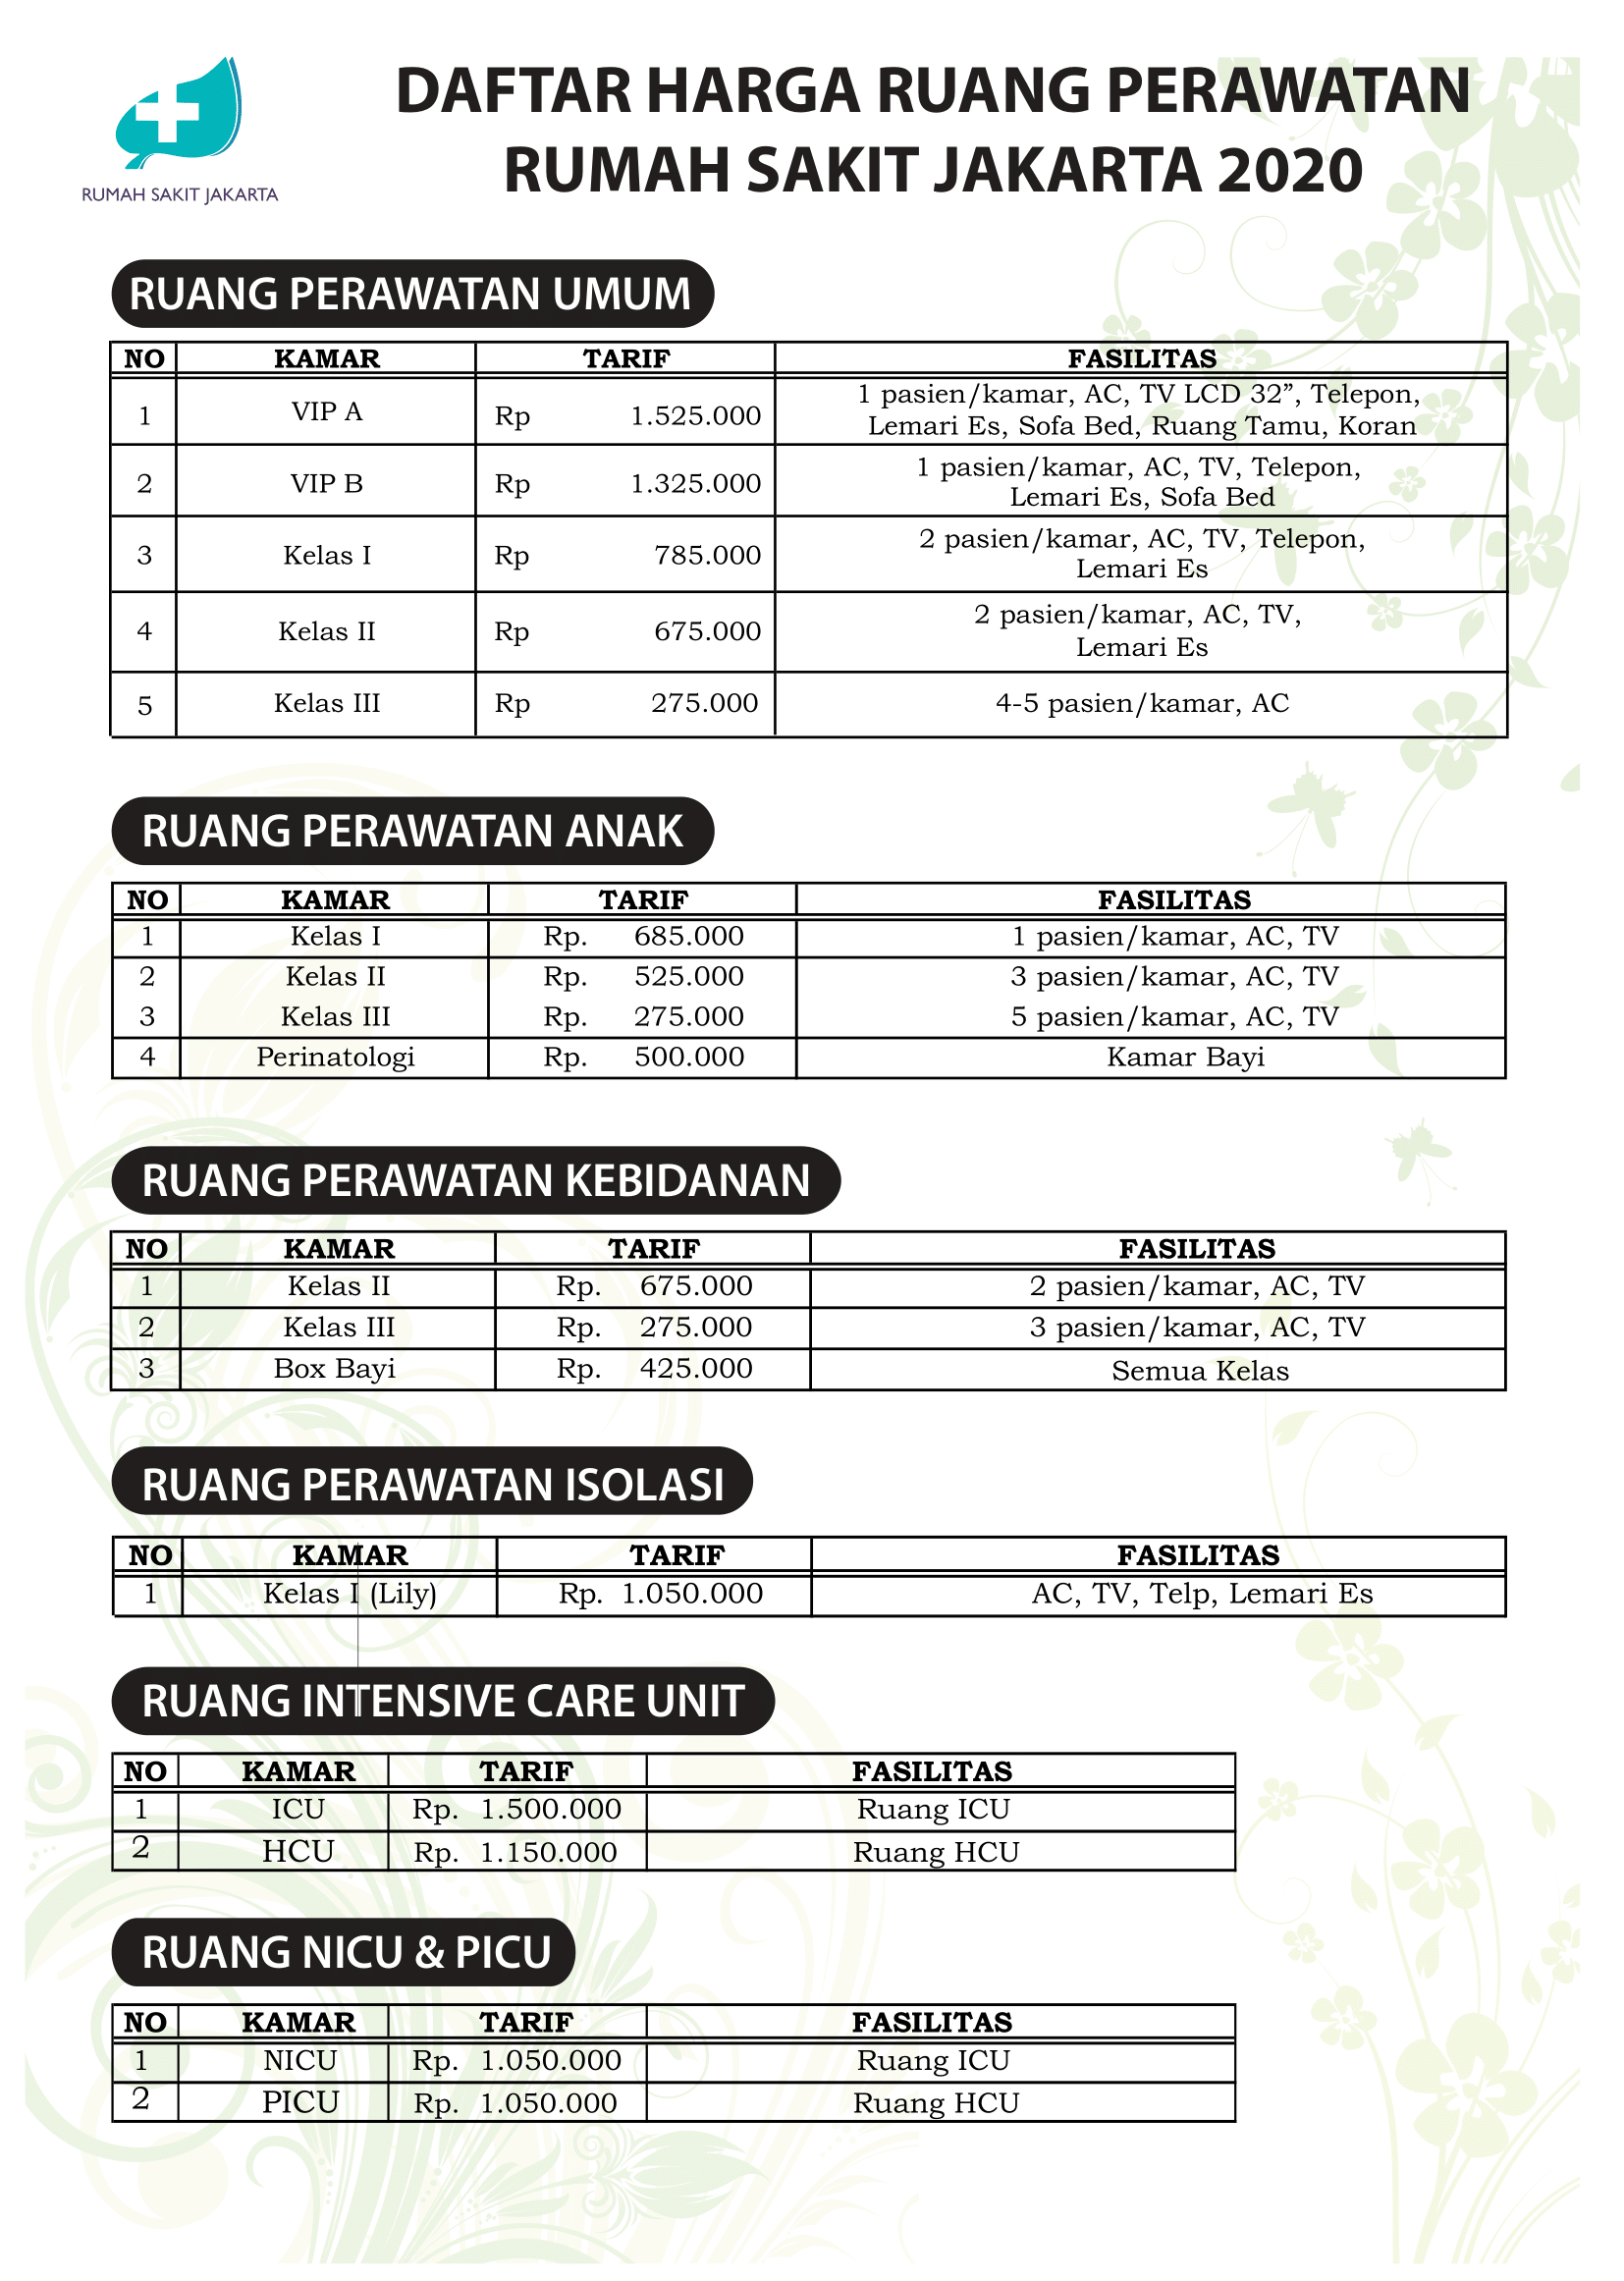 RUMAH SAKIT JAKARTA
DAFTAR HARGA RUANG PERAWATAN
RUMAH SAKIT JAKARTA 2020
RUANG PERAWATAN UMUM
NO KAMAR TARIF FASILITAS
1 VIP A Rp 1.525.000 1 pasien/kamar, AC, TV LCD 32”, Telepon,
Lemari Es, Sofa Bed, Ruang Tamu, Koran
2 VIP B Rp 1.325.000 1 pasien/kamar, AC, TV, Telepon,
Lemari Es, Sofa Bed
3 Kelas I Rp 785.000 2 pasien/kamar, AC, TV, Telepon,
Lemari Es
4 Kelas II Rp 675.000 2 pasien/kamar, AC, TV,
Lemari Es
5 Kelas III Rp 275.000 4-5 pasien/kamar, AC
RUANG PERAWATAN ANAK
NO KAMAR TARIF FASILITAS
1 Kelas I Rp. 685.000 1 pasien/kamar, AC, TV
2 Kelas II Rp. 525.000 3 pasien/kamar, AC, TV
3 Kelas III Rp. 275.000 5 pasien/kamar, AC, TV
4 Perinatologi Rp. 500.000 Kamar Bayi
RUANG PERAWATAN KEBIDANAN
NO KAMAR TARIF FASILITAS
1 Kelas II Rp. 675.000 2 pasien/kamar, AC, TV
2 Kelas III Rp. 275.000 3 pasien/kamar, AC, TV
3 Box Bayi Rp. 425.000 Semua Kelas
RUANG PERAWATAN ISOLASI
NO KAMAR TARIF FASILITAS
1 Kelas I (Lily) Rp. 1.050.000 AC, TV, Telp, Lemari Es
RUANG INTENSIVE CARE UNIT
NO KAMAR TARIF FASILITAS
1 ICU Rp. 1.500.000 Ruang ICU
2 HCU Rp. 1.150.000 Ruang HCU
RUANG NICU & PICU
NO KAMAR TARIF FASILITAS
1 NICU Rp. 1.050.000 Ruang ICU
2 PICU Rp. 1.050.000 Ruang HCU